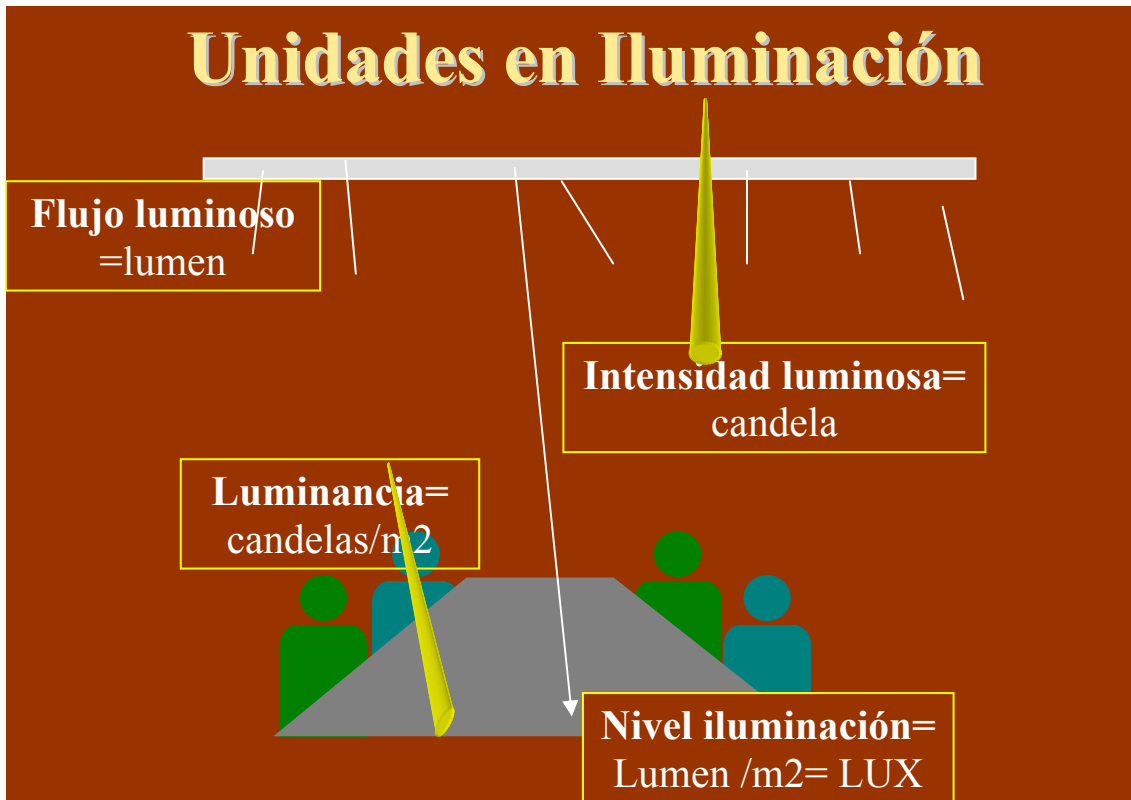 Unidades en Iluminación
Flujo luminoso
=lumen
Intensidad luminosa=
candela
Luminancia=
candelas/m2
Nivel iluminación=
Lumen /m2= LUX